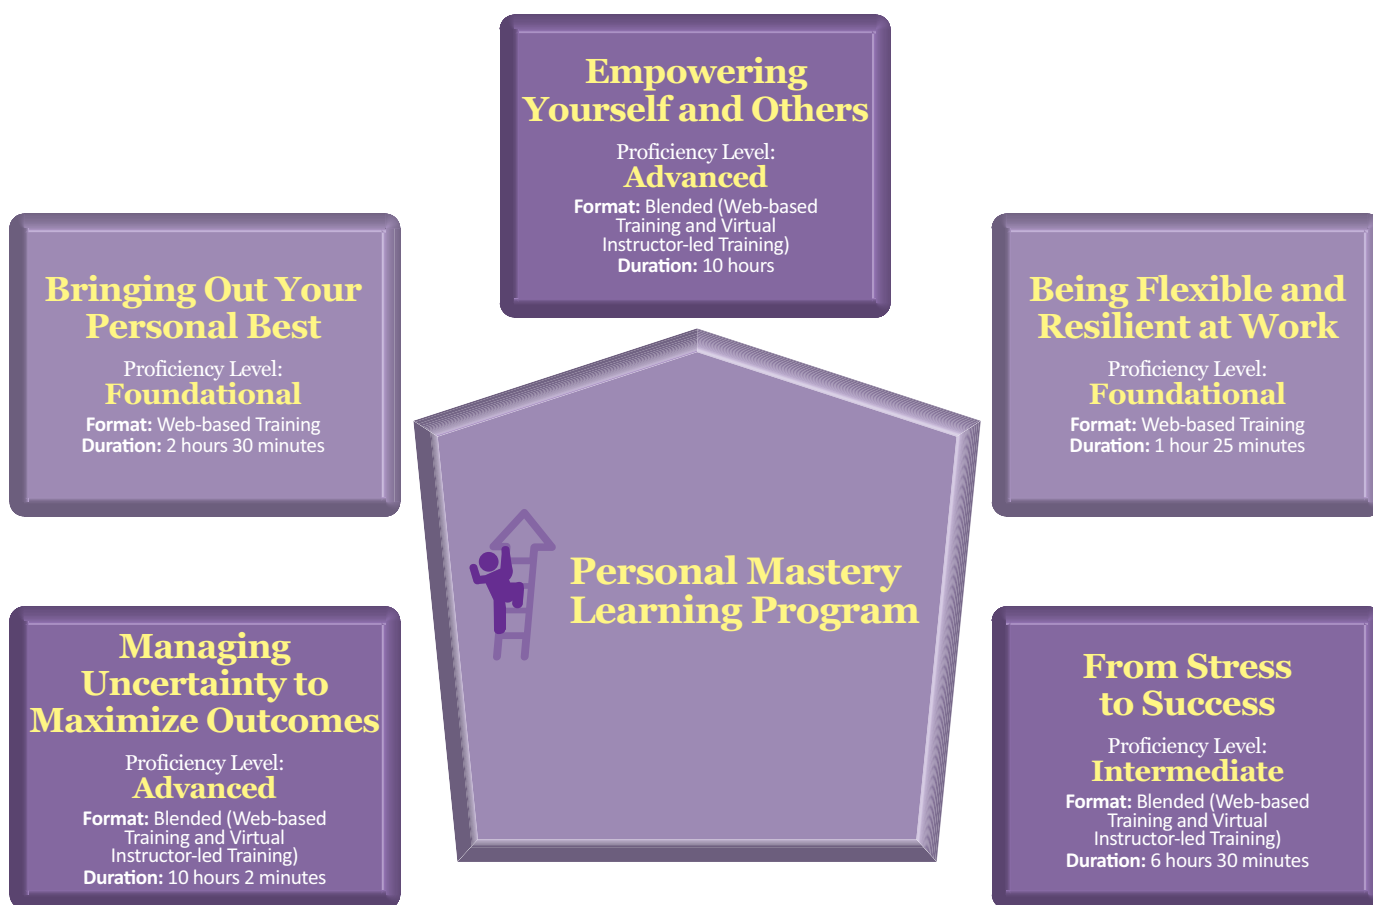 Empowering
Yourself and Others
Proficiency Level:
Advanced
Format: Blended (Web-based
Training and Virtual
Instructor-led Training)
Duration: 10 hours
Bringing Out Your
Personal Best
Proficiency Level:
Foundational
Format: Web-based Training
Duration: 2 hours 30 minutes
Being Flexible and
Resilient at Work
Proficiency Level:
Foundational
Format: Web-based Training
Duration: 1 hour 25 minutes
Personal Mastery
Learning Program
Managing
Uncertainty to
Maximize Outcomes
Proficiency Level:
Advanced
Format: Blended (Web-based
Training and Virtual
Instructor-led Training)
Duration: 10 hours 2 minutes
From Stress
to Success
Proficiency Level:
Intermediate
Format: Blended (Web-based
Training and Virtual
Instructor-led Training)
Duration: 6 hours 30 minutes